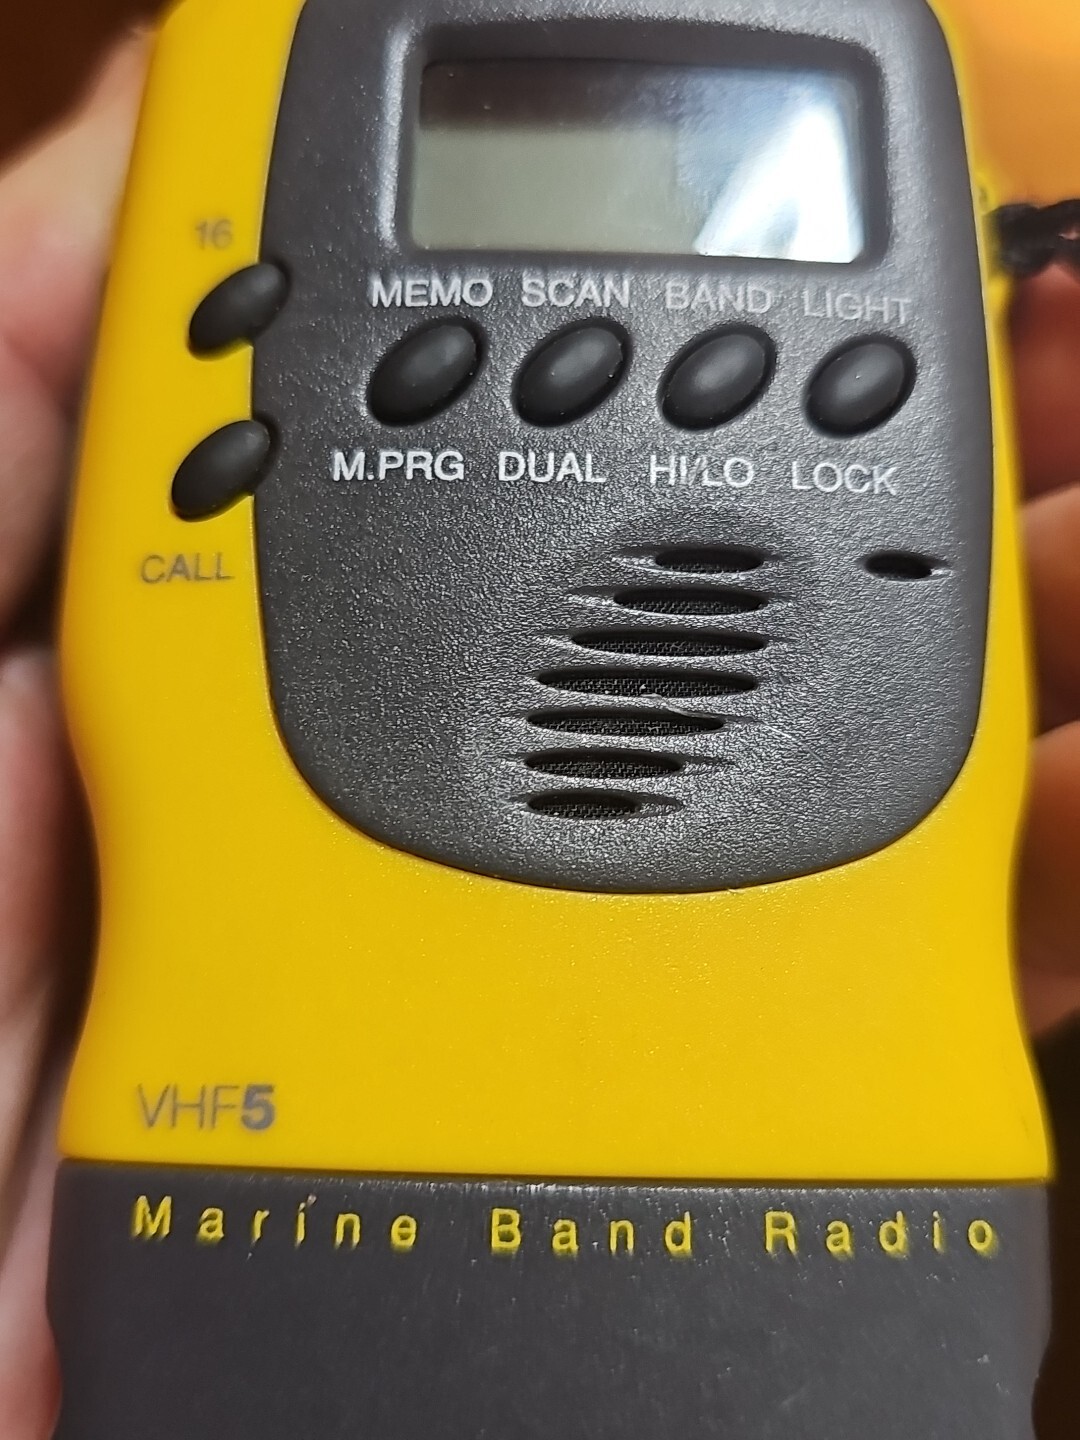 16
MEMO SCAN BAND LIGHT
M.PRG DUAL HI/LO LOCK
CALL
VHF5
Marine Band Radio